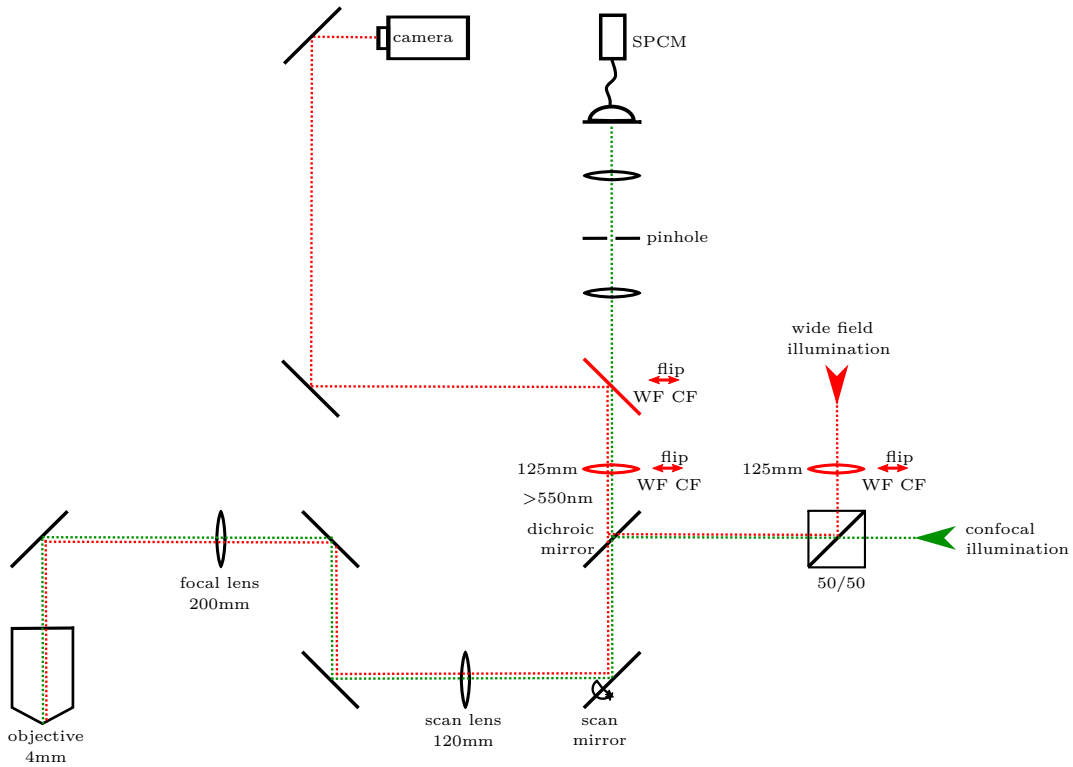 camera
SPCM
pinhole
wide field
illumination
flip
WF CF
125mm
flip
WF CF
125mm
flip
WF CF
>550nm
dichroic
mirror
confocal
illumination
50/50
focal lens
200mm
scan lens
120mm
scan
mirror
objective
4mm